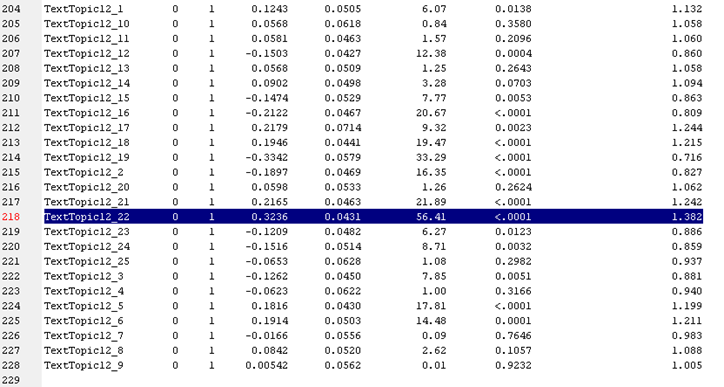 204 TextTopic12_1 0 1 0.1243 0.0505 6.07 0.0138 1.132
205 TextTopic12_10 0 1 0.0568 0.0618 0.84 0.3580 1.058
206 TextTopic12_11 0 1 0.0581 0.0463 1.57 0.2096 1.060
207 TextTopic12_12 0 1 -0.1503 0.0427 12.38 0.0004 0.860
208 TextTopic12_13 0 1 0.0568 0.0509 1.25 0.2643 1.058
209 TextTopic12_14 0 1 0.0902 0.0498 3.28 0.0703 1.094
210 TextTopic12_15 0 1 -0.1474 0.0529 7.77 0.0053 0.863
211 TextTopic12_16 0 1 -0.2122 0.0467 20.67 <.0001 0.809
212 TextTopic12_17 0 1 0.2179 0.0714 9.32 0.0023 1.244
213 TextTopic12_18 0 1 0.1946 0.0441 19.47 <.0001 1.215
214 TextTopic12_19 0 1 -0.3342 0.0579 33.29 <.0001 0.716
215 TextTopic12_2 0 1 -0.1897 0.0469 16.35 <.0001 0.827
216 TextTopic12_20 0 1 0.0598 0.0533 1.26 0.2624 1.062
217 TextTopic12_21 0 1 0.2165 0.0463 21.89 <.0001 1.242
218 TextTopic12_22 0 1 0.3236 0.0431 56.41 <.0001 1.382
219 TextTopic12_23 0 1 -0.1209 0.0482 6.27 0.0123 0.886
220 TextTopic12_24 0 1 -0.1516 0.0514 8.71 0.0032 0.859
221 TextTopic12_25 0 1 -0.0653 0.0628 1.08 0.2982 0.937
222 TextTopic12_3 0 1 -0.1262 0.0450 7.85 0.0051 0.881
223 TextTopic12_4 0 1 -0.0623 0.0622 1.00 0.3166 0.940
224 TextTopic12_5 0 1 0.1816 0.0430 17.81 <.0001 1.199
225 TextTopic12_6 0 1 0.1914 0.0503 14.48 0.0001 1.211
226 TextTopic12_7 0 1 -0.0166 0.0556 0.09 0.7646 0.983
227 TextTopic12_8 0 1 0.0842 0.0520 2.62 0.1057 1.088
228 TextTopic12_9 0 1 0.00542 0.0562 0.01 0.9232 1.005
229